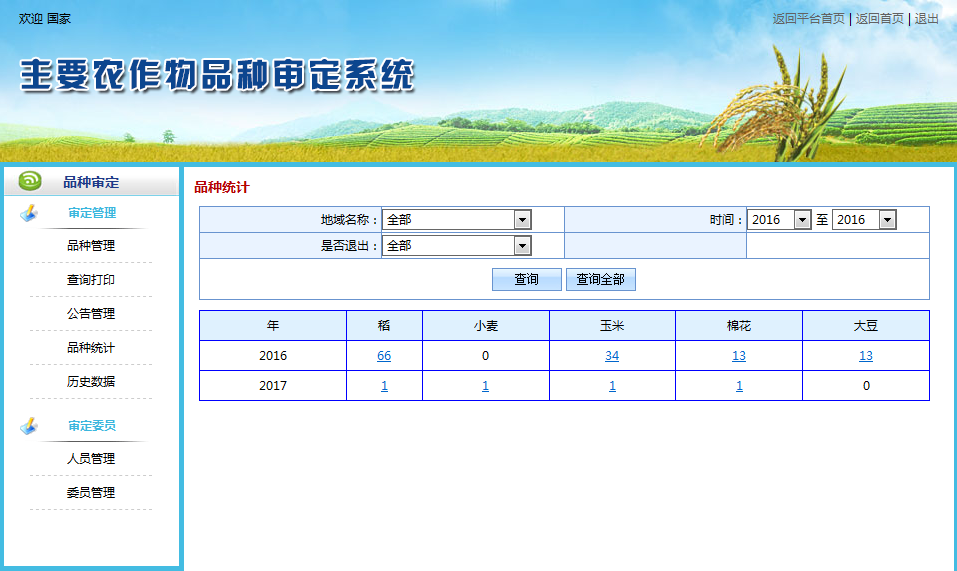 欢迎 国家
返回平台首页 | 返回首页 | 退出
主要农作物品种审定系统
品种审定
审定管理
品种管理
查询打印
公告管理
品种统计
历史数据
审定委员
人员管理
委员管理
品种统计
地域名称： 全部 时间： 2016 至 2016
是否退出： 全部
查询 查询全部
年 稻 小麦 玉米 棉花 大豆
2016 66 0 34 13 13
2017 1 1 1 1 0